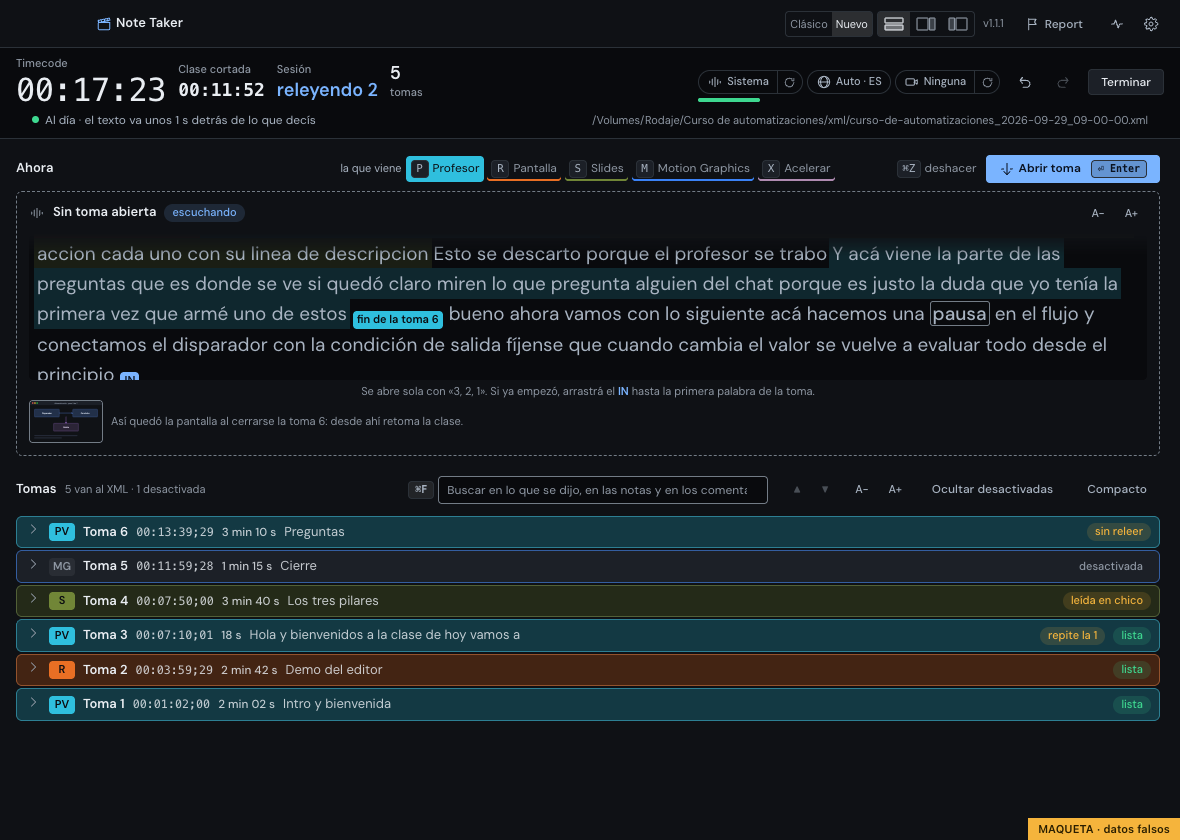 Note Taker
Clásico Nuevo
v1.1.1
Report
Timecode
00:17:23
Clase cortada
00:11:52
Sesión
releyendo 2
5
tomas
Sistema
Auto · ES
Ninguna
Terminar
Al día · el texto va unos 1 s detrás de lo que decís
/Volumes/Rodaje/Curso de automatizaciones/xml/curso-de-automatizaciones_2026-09-29_09-00-00.xml
Ahora
la que viene
P Profesor
R Pantalla
S Slides
M Motion Graphics
X Acelerar
⌘Z deshacer
Abrir toma ⏎ Enter
Sin toma abierta
escuchando
A−
A+
accion cada uno con su linea de descripcion Esto se descarto porque el profesor se trabo Y acá viene la parte de las
preguntas que es donde se ve si quedó claro miren lo que pregunta alguien del chat porque es justo la duda que yo tenía la
primera vez que armé uno de estos fin de la toma 6 bueno ahora vamos con lo siguiente acá hacemos una pausa en el flujo y
conectamos el disparador con la condición de salida fíjense que cuando cambia el valor se vuelve a evaluar todo desde el
principio IN
Se abre sola con «3, 2, 1». Si ya empezó, arrastrá el IN hasta la primera palabra de la toma.
Así quedó la pantalla al cerrarse la toma 6: desde ahí retoma la clase.
Tomas
5 van al XML · 1 desactivada
⌘F
Buscar en lo que se dijo, en las notas y en los comenta
A−
A+
Ocultar desactivadas
Compacto
PV Toma 6 00:13:39;29 3 min 10 s Preguntas sin releer
MG Toma 5 00:11:59;28 1 min 15 s Cierre desactivada
S Toma 4 00:07:50;00 3 min 40 s Los tres pilares leída en chico
PV Toma 3 00:07:10;01 18 s Hola y bienvenidos a la clase de hoy vamos a repite la 1 lista
R Toma 2 00:03:59;29 2 min 42 s Demo del editor lista
PV Toma 1 00:01:02;00 2 min 02 s Intro y bienvenida lista
MAQUETA · datos falsos